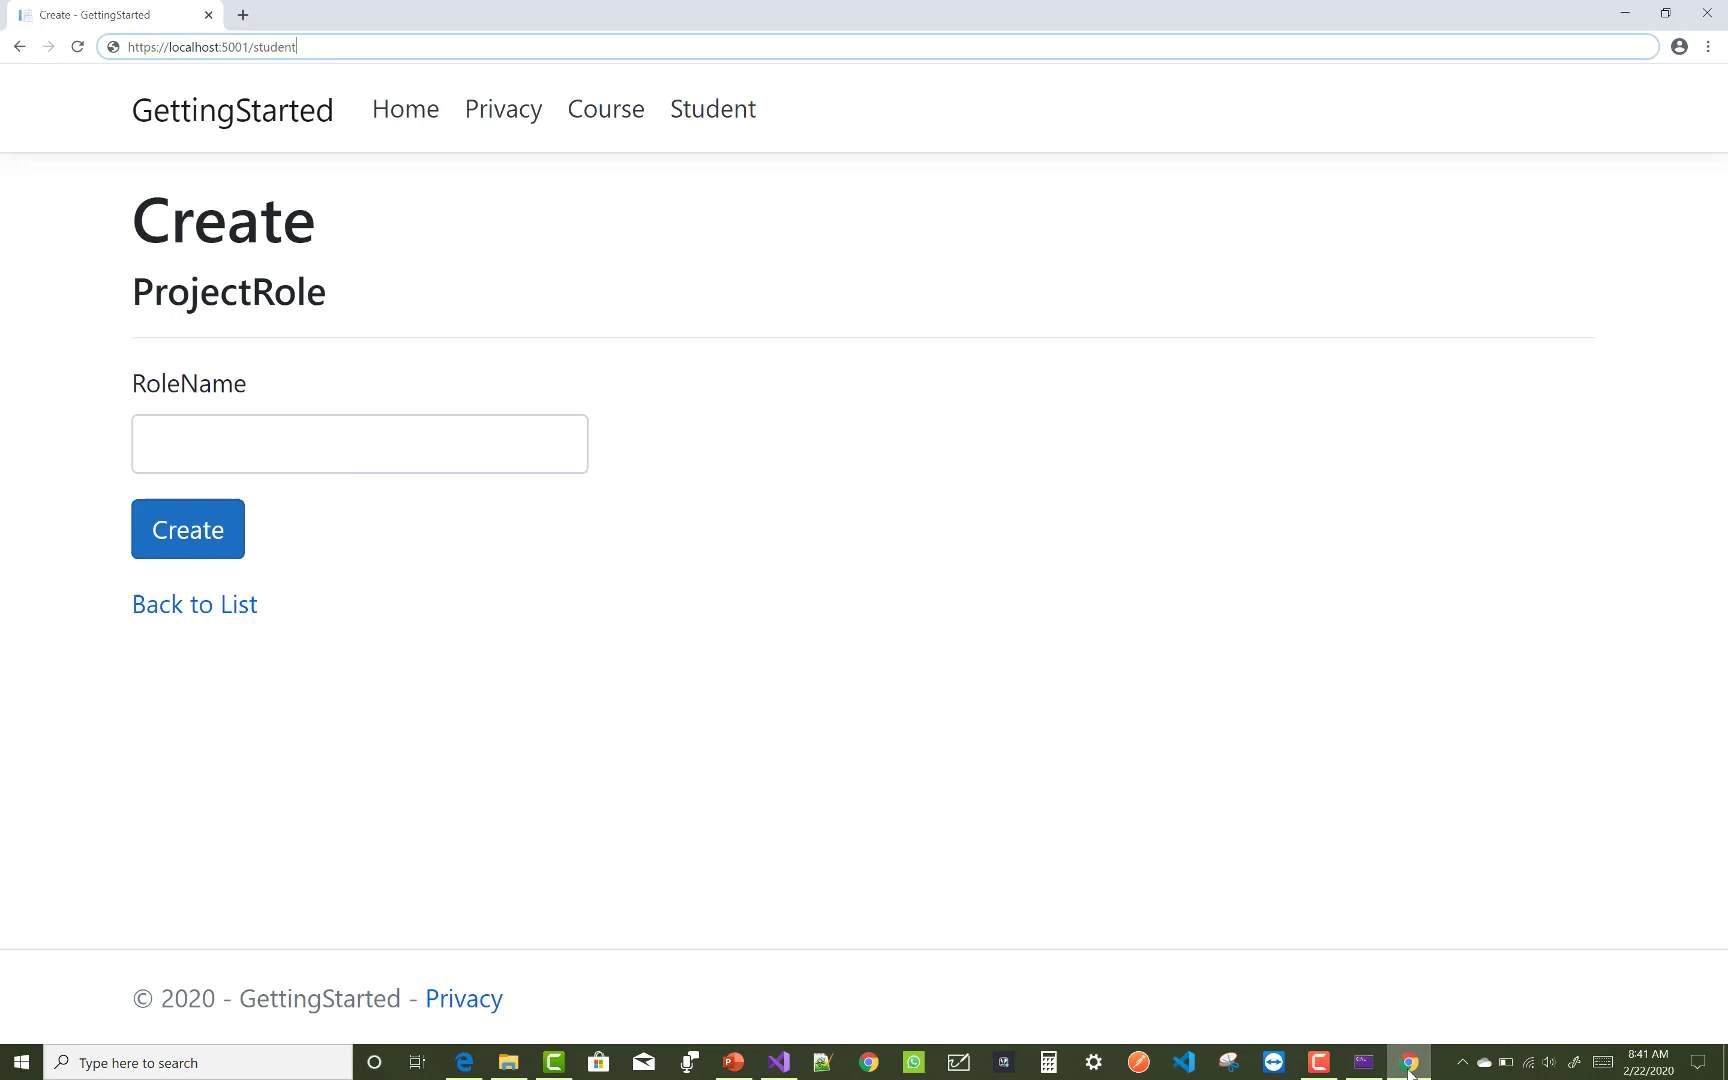 Create - GettingStarted
https://localhost:5001/student
GettingStarted Home Privacy Course Student
Create
ProjectRole
RoleName
Create
Back to List
© 2020 - GettingStarted - Privacy
Type here to search
8:41 AM
2/22/2020